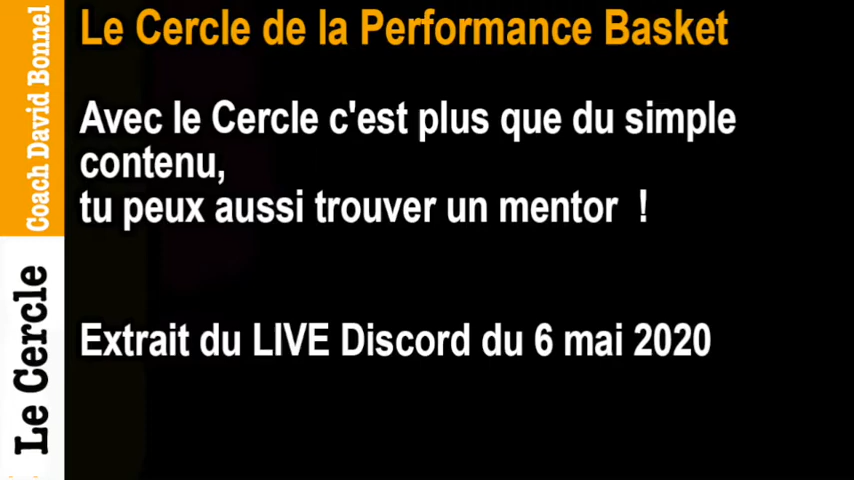 Le Cercle de la Performance Basket
Avec le Cercle c'est plus que du simple
contenu,
tu peux aussi trouver un mentor  !
Extrait du LIVE Discord du 6 mai 2020
Coach David Bonnel
Le Cercle